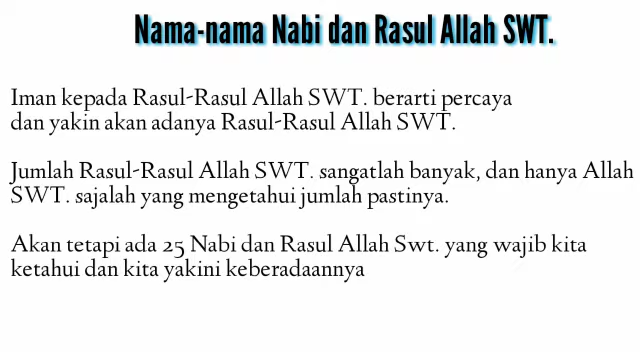 Nama-nama Nabi dan Rasul Allah SWT.
Iman kepada Rasul-Rasul Allah SWT. berarti percaya
dan yakin akan adanya Rasul-Rasul Allah SWT.
Jumlah Rasul-Rasul Allah SWT. sangatlah banyak, dan hanya Allah
SWT. sajalah yang mengetahui jumlah pastinya.
Akan tetapi ada 25 Nabi dan Rasul Allah Swt. yang wajib kita
ketahui dan kita yakini keberadaannya